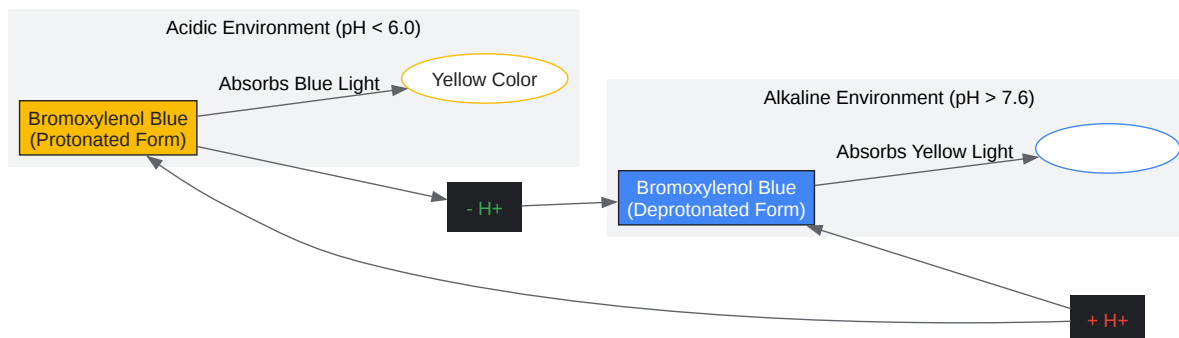 Acidic Environment (pH < 6.0)
Absorbs Blue Light
Yellow Color
Bromoxylenol Blue
(Protonated Form)
Alkaline Environment (pH > 7.6)
Absorbs Yellow Light
Bromoxylenol Blue
(Deprotonated Form)
- H+
+ H+